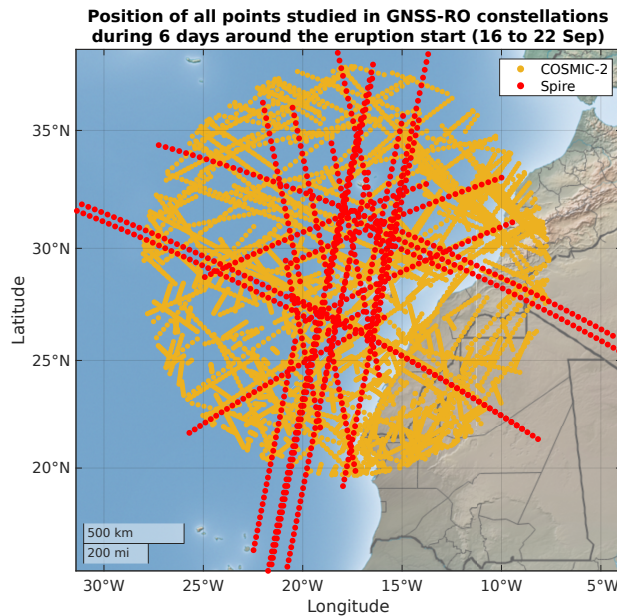 Position of all points studied in GNSS-RO constellations
during 6 days around the eruption start (16 to 22 Sep)
COSMIC-2
Spire
35°N
30°N
25°N
20°N
Latitude
500 km
200 mi
30°W
25°W
20°W
15°W
10°W
5°W
Longitude